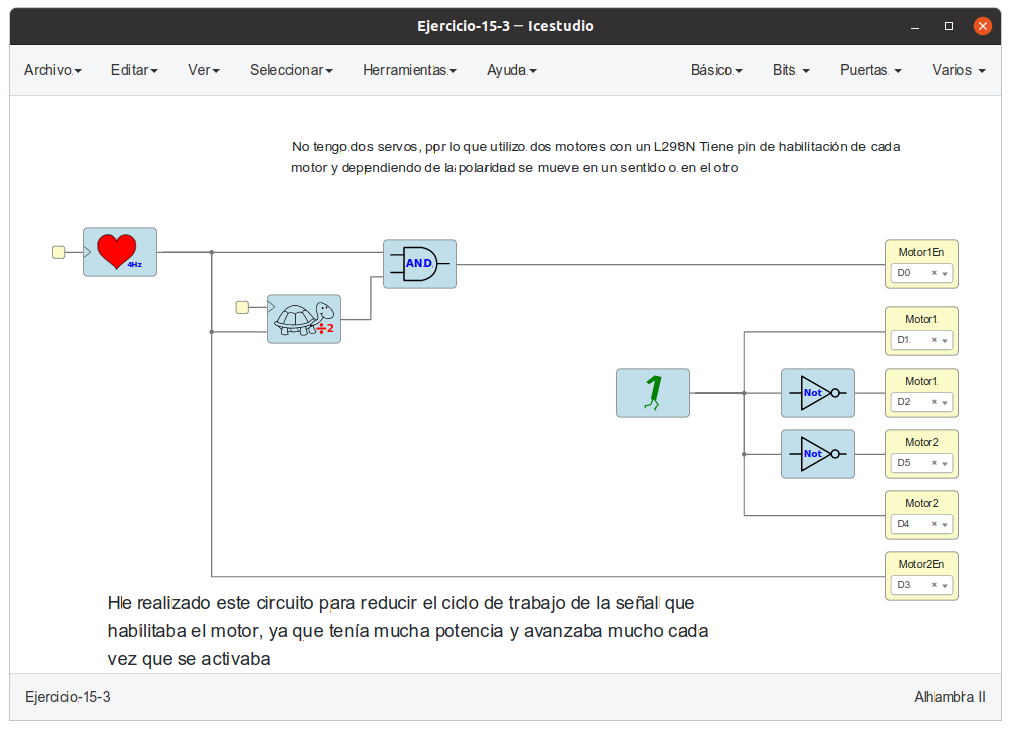 Ejercicio-15-3 — Icestudio
Archivo Editar Ver Seleccionar Herramientas Ayuda Básico Bits Puertas Varios
No tengo dos servos, por lo que utilizo dos motores con un L298N Tiene pin de habilitación de cada
motor y dependiendo de la polaridad se mueve en un sentido o en el otro
4Hz
AND
÷2
1
Not
Not
Motor1En
D0
Motor1
D1
Motor1
D2
Motor2
D5
Motor2
D4
Motor2En
D3
He realizado este circuito para reducir el ciclo de trabajo de la señal que
habilitaba el motor, ya que tenía mucha potencia y avanzaba mucho cada
vez que se activaba
Ejercicio-15-3 Alhambra II